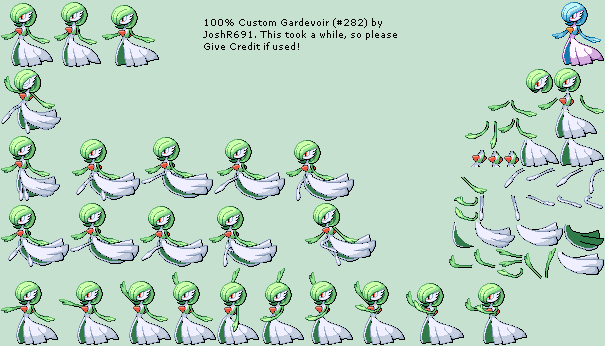 100% Custom Gardevoir (#282) by
JoshR691. This took a while, so please
Give Credit if used!